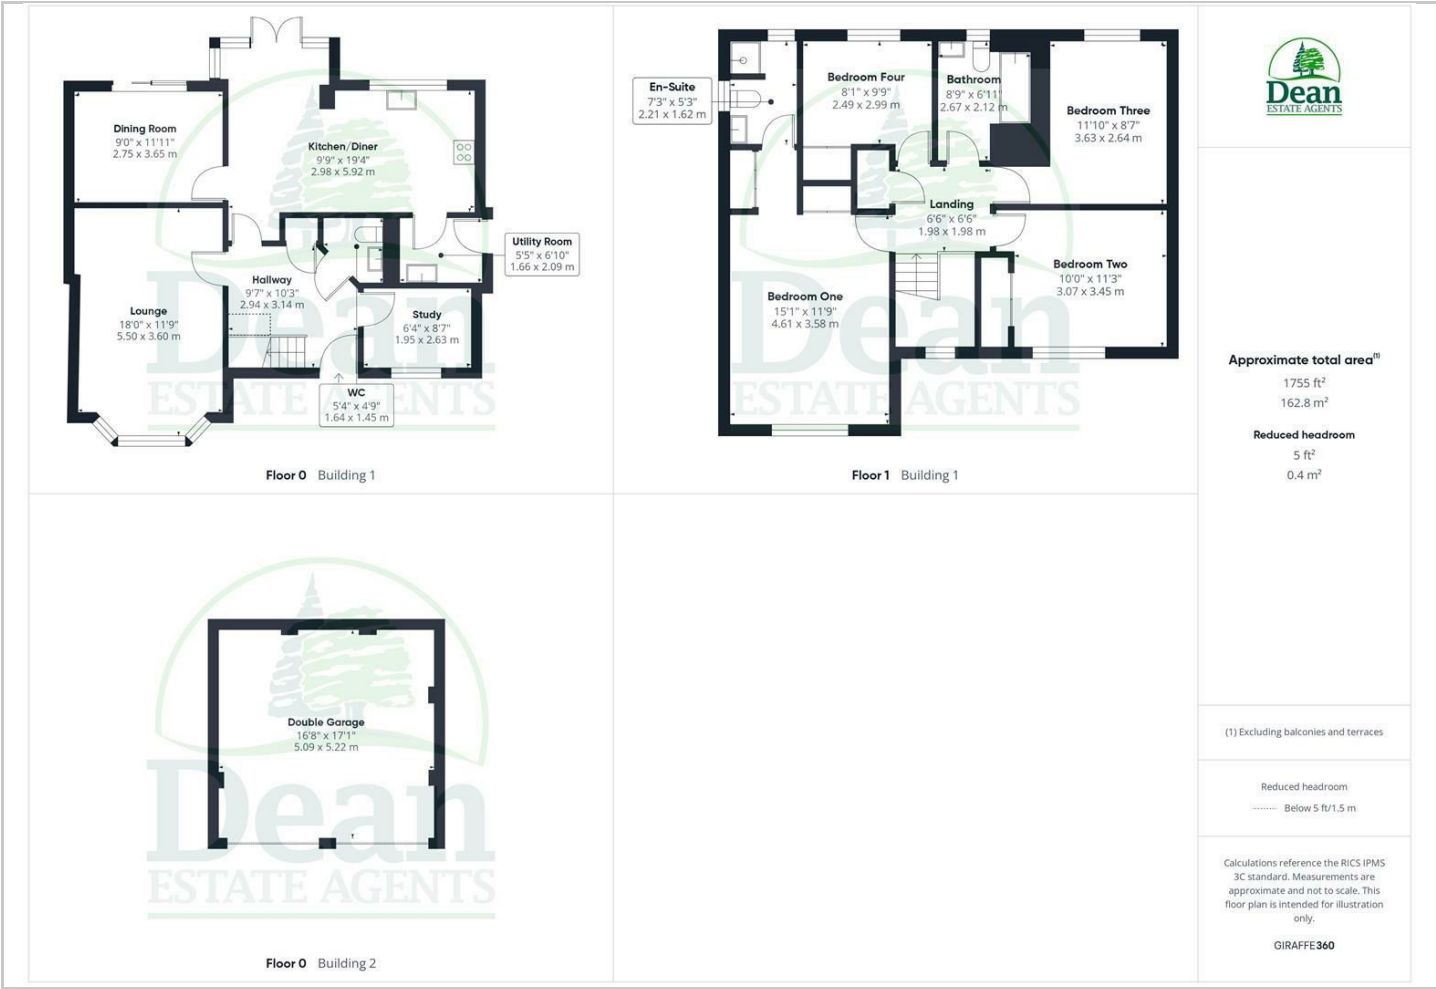 Dining Room
9'0" x 11'11"
2.75 x 3.65 m
Kitchen/Diner
9'9" x 19'4"
2.98 x 5.92 m
Utility Room
5'5" x 6'10"
1.66 x 2.09 m
Hallway
9'7" x 10'3"
2.94 x 3.14 m
Lounge
18'0" x 11'9"
5.50 x 3.60 m
Study
6'4" x 8'7"
1.95 x 2.63 m
WC
5'4" x 4'9"
1.64 x 1.45 m
Dean
ESTATE AGENTS
Floor 0 Building 1
En-Suite
7'3" x 5'3"
2.21 x 1.62 m
Bedroom Four
8'1" x 9'9"
2.49 x 2.99 m
Bathroom
8'9" x 6'11"
2.67 x 2.12 m
Bedroom Three
11'10" x 8'7"
3.63 x 2.64 m
Landing
6'6" x 6'6"
1.98 x 1.98 m
Bedroom Two
10'0" x 11'3"
3.07 x 3.45 m
Bedroom One
15'1" x 11'9"
4.61 x 3.58 m
Dean
ESTATE AGENTS
Floor 1 Building 1
Double Garage
16'8" x 17'1"
5.09 x 5.22 m
Dean
ESTATE AGENTS
Floor 0 Building 2
Dean
ESTATE AGENTS
Approximate total area(1)
1755 ft²
162.8 m²
Reduced headroom
5 ft²
0.4 m²
(1) Excluding balconies and terraces
Reduced headroom
Below 5 ft/1.5 m
Calculations reference the RICS IPMS
3C standard. Measurements are
approximate and not to scale. This
floor plan is intended for illustration
only.
GIRAFFE360